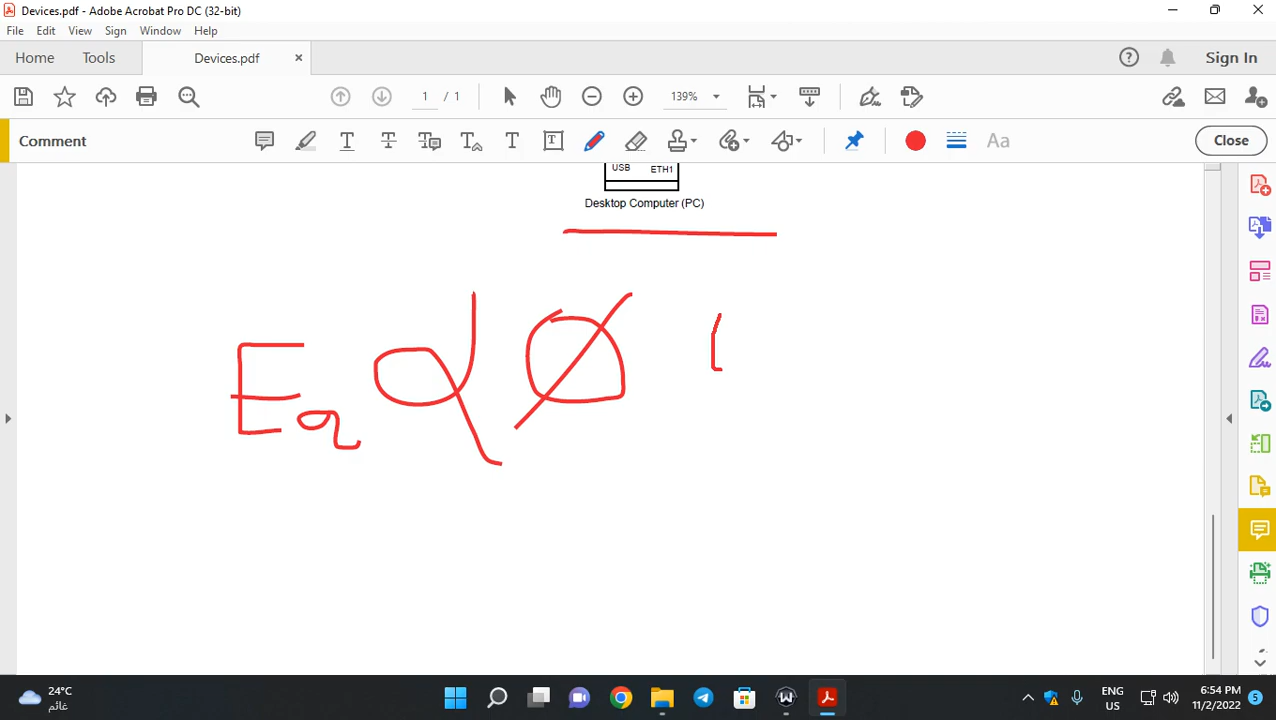 Devices.pdf - Adobe Acrobat Pro DC (32-bit)
File Edit View Sign Window Help
Home Tools Devices.pdf Sign In
1 / 1 139%
Comment Close
USB ETH1
Desktop Computer (PC)
Ea α Ø
24°C
غائم
ENG
US
6:54 PM
11/2/2022
5